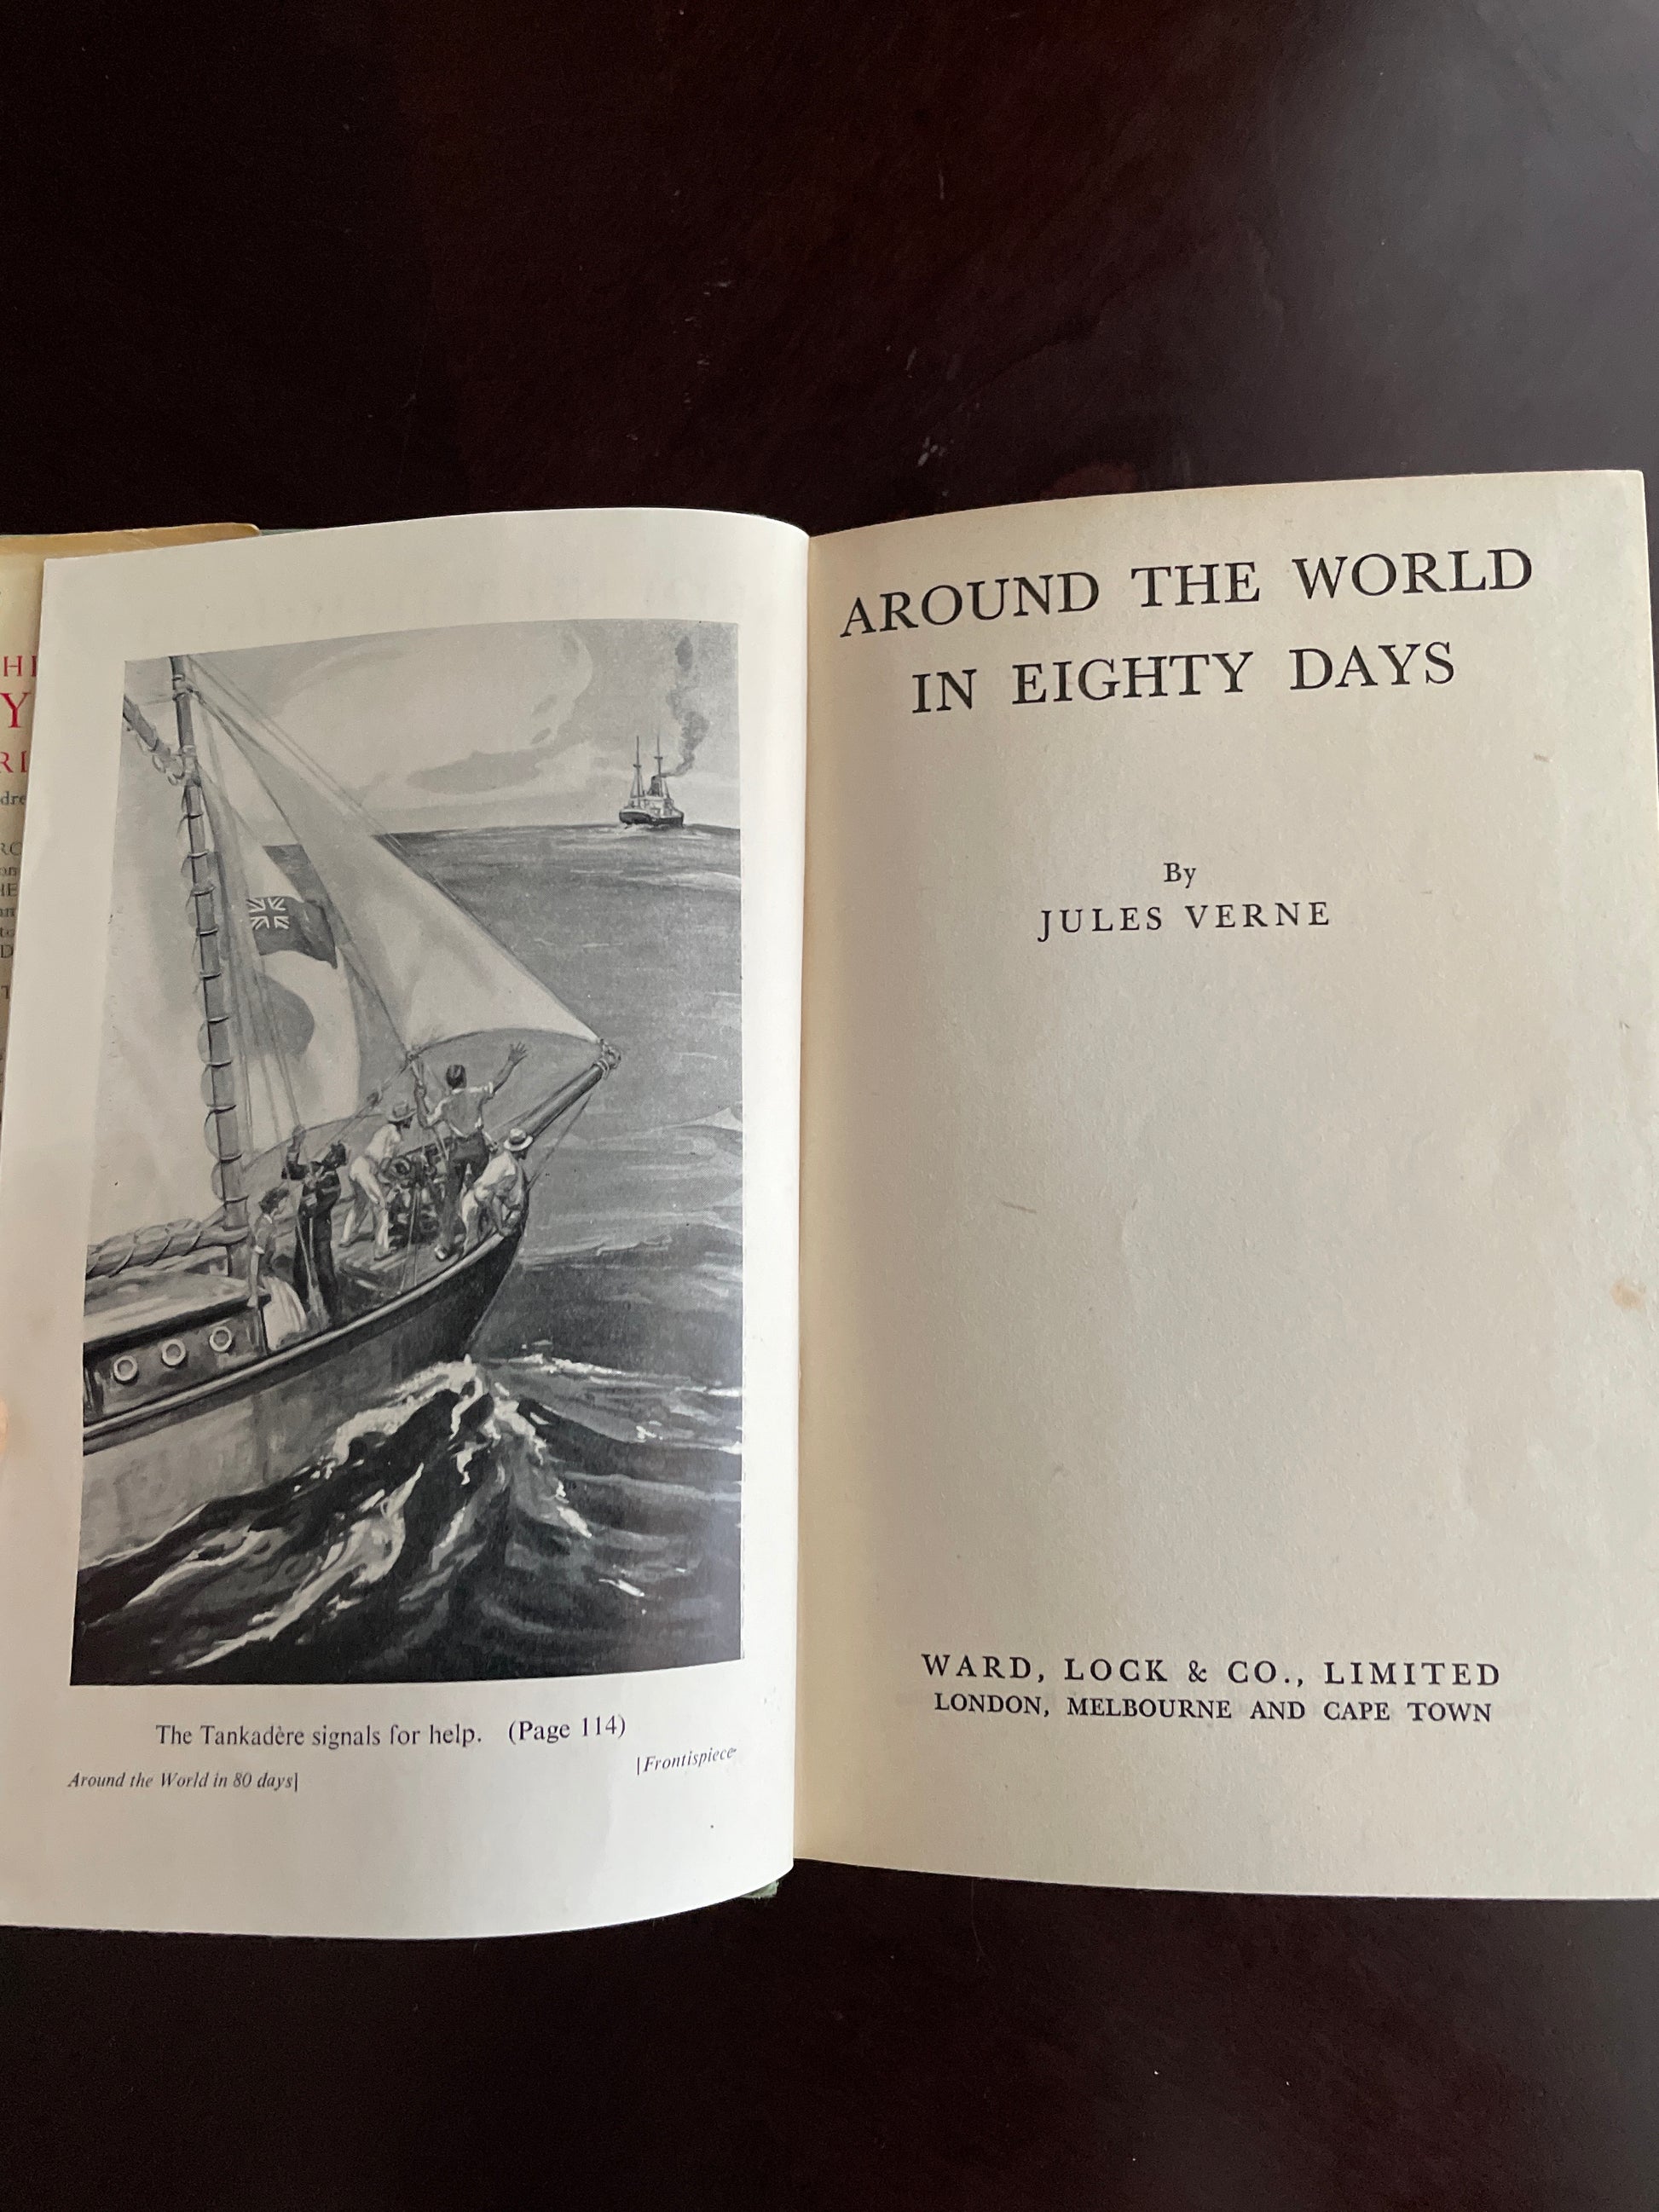 The Tankadère signals for help. (Page 114)
Around the World in 80 days]
[Frontispiece
AROUND THE WORLD
IN EIGHTY DAYS
By
JULES VERNE
WARD, LOCK & CO., LIMITED
LONDON, MELBOURNE AND CAPE TOWN